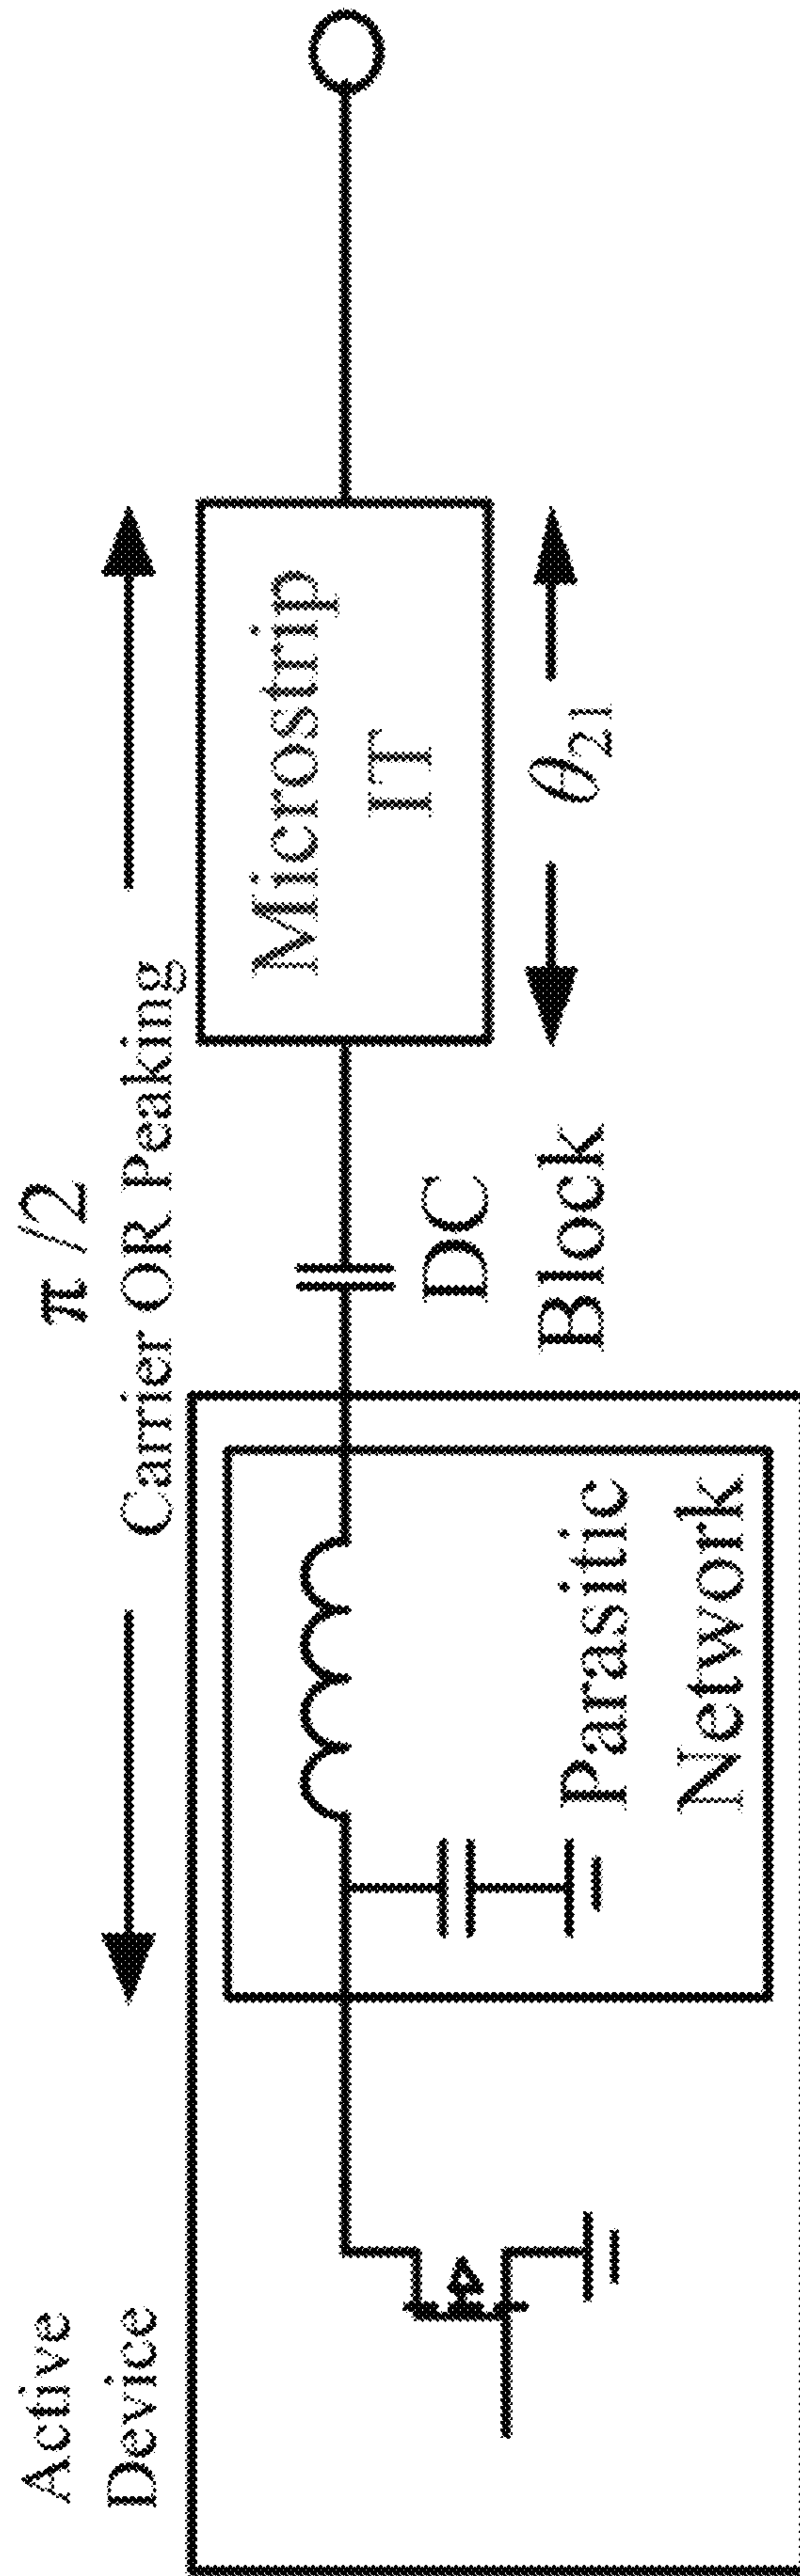 Active
Device
π /2
Carrier OR Peaking
Parasitic
Network
DC
Block
Microstrip
IT
θ21